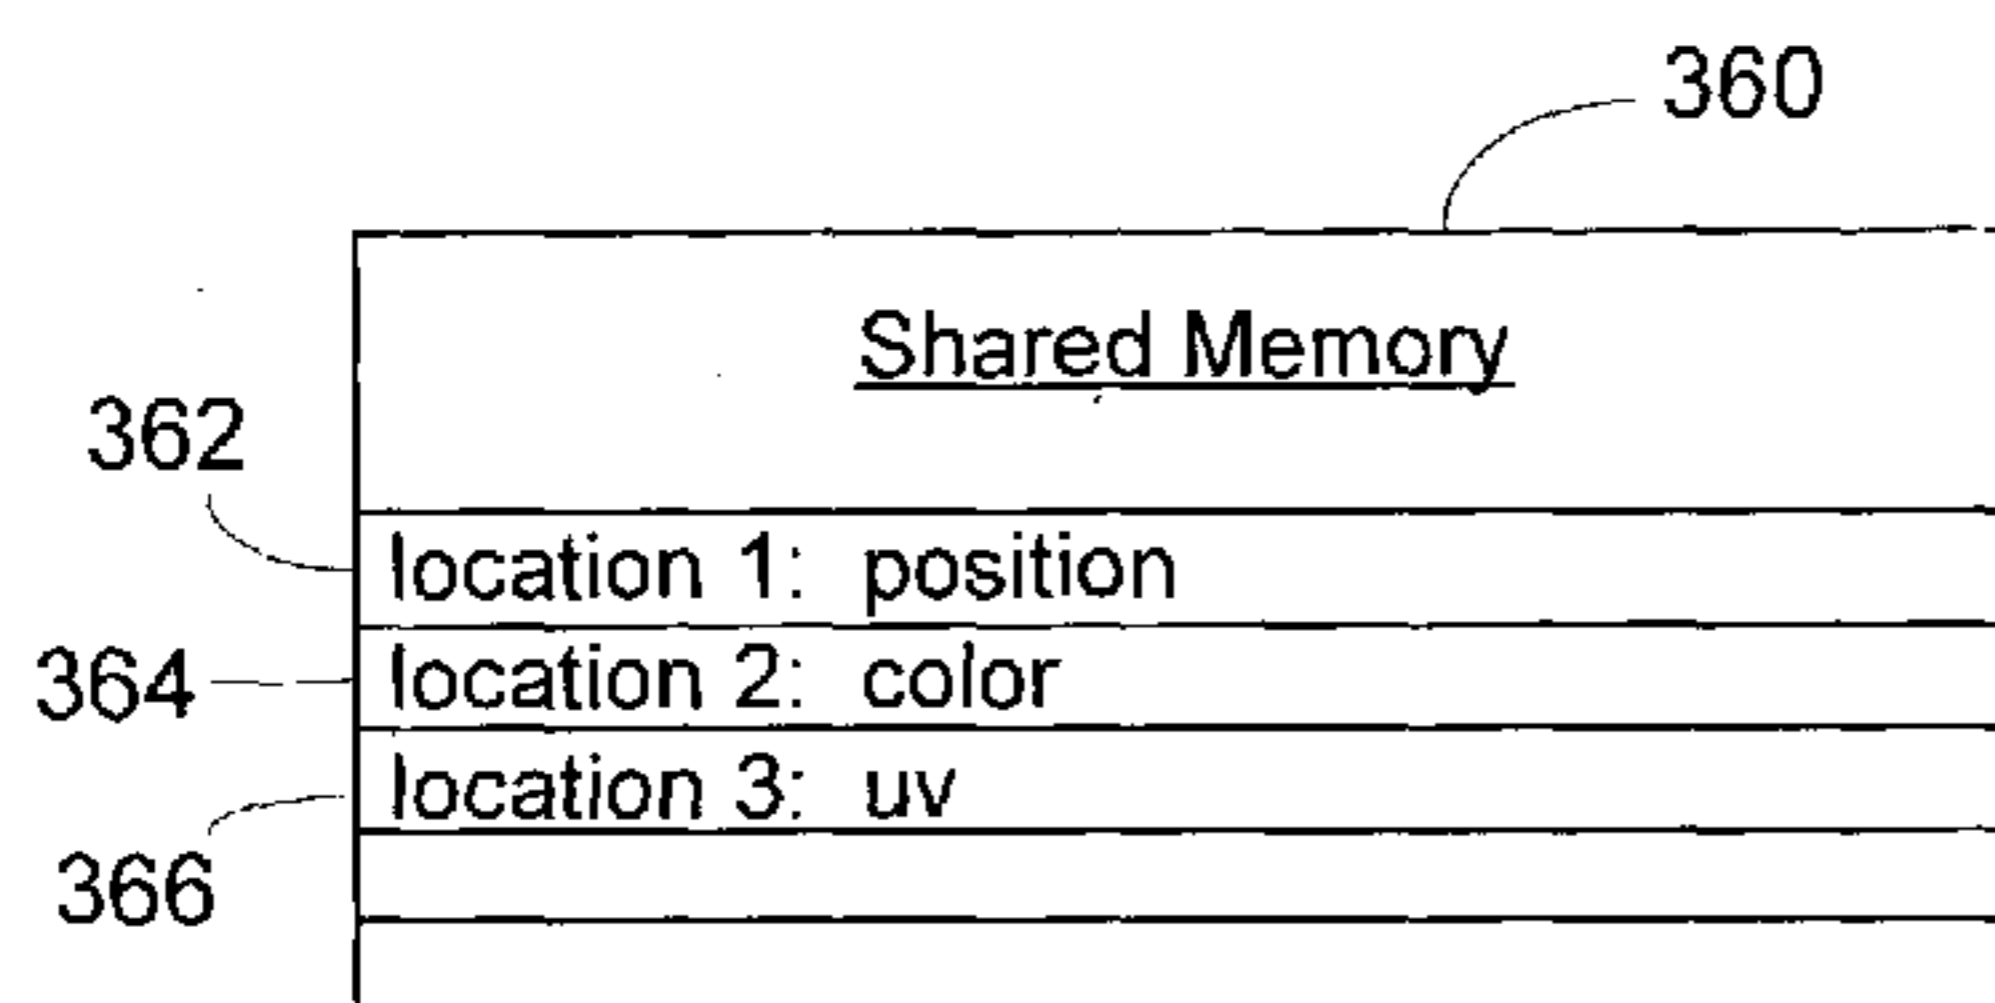 360
Shared Memory
362
location 1: position
364
location 2: color
location 3: uv
366